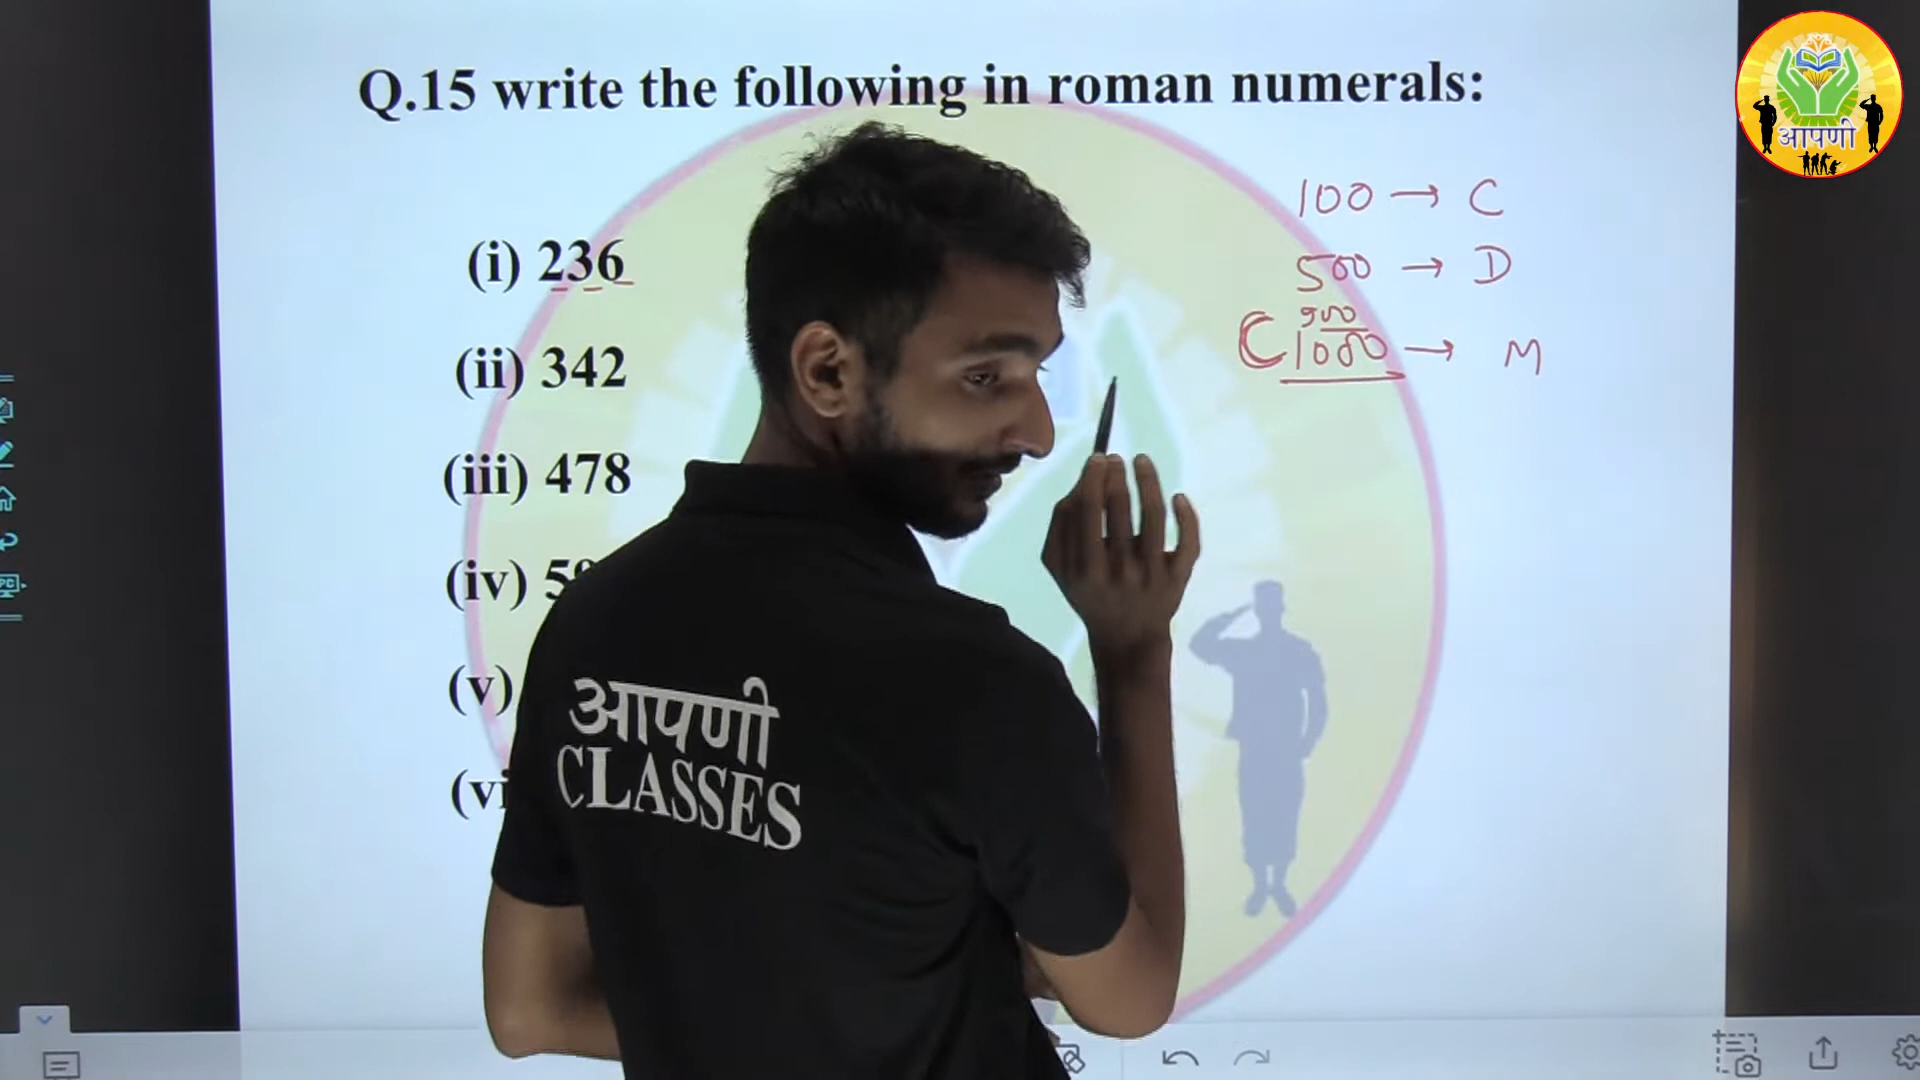 Q.15 write the following in roman numerals:
आपणी
100 → C
(i) 236
500 → D
900
C 1000 → M
(ii) 342
(iii) 478
(iv)
(v)
आपणी
CLASSES